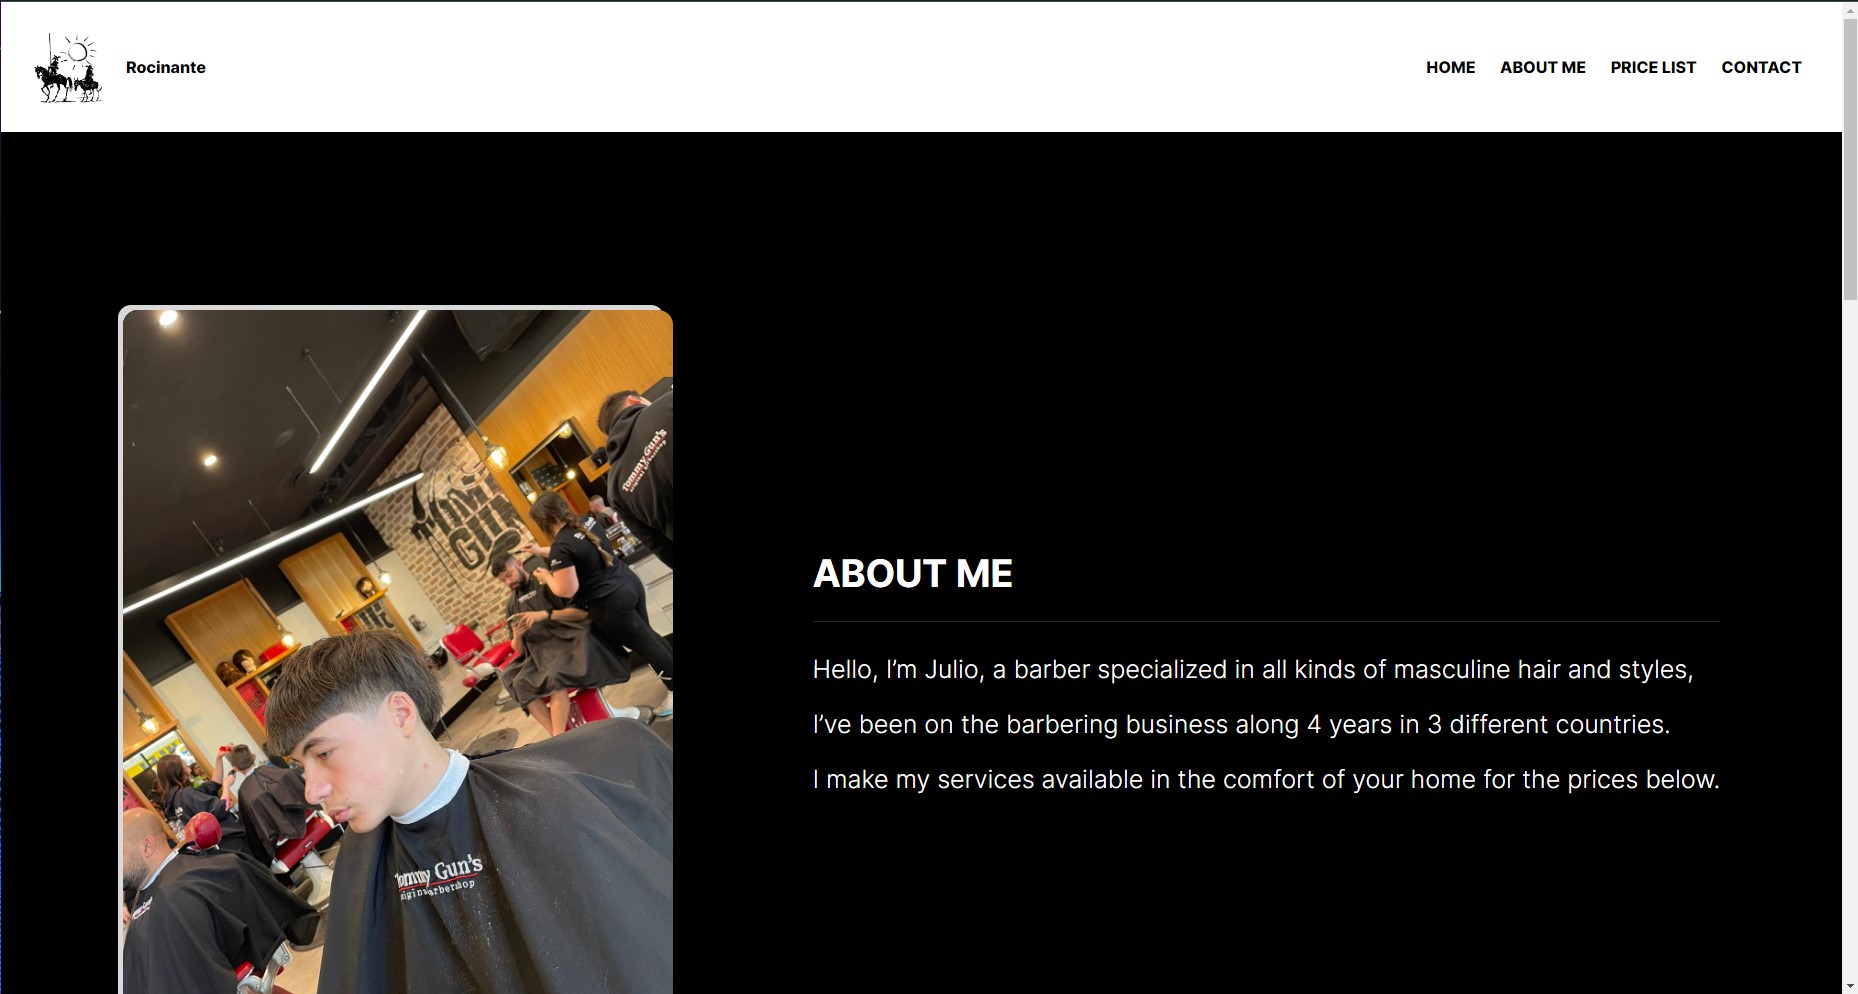 Rocinante
HOME ABOUT ME PRICE LIST CONTACT
Tommy Gun's
original barbershop
GUN
ABOUT ME
Hello, I’m Julio, a barber specialized in all kinds of masculine hair and styles,
I’ve been on the barbering business along 4 years in 3 different countries.
I make my services available in the comfort of your home for the prices below.
Tommy Gun's